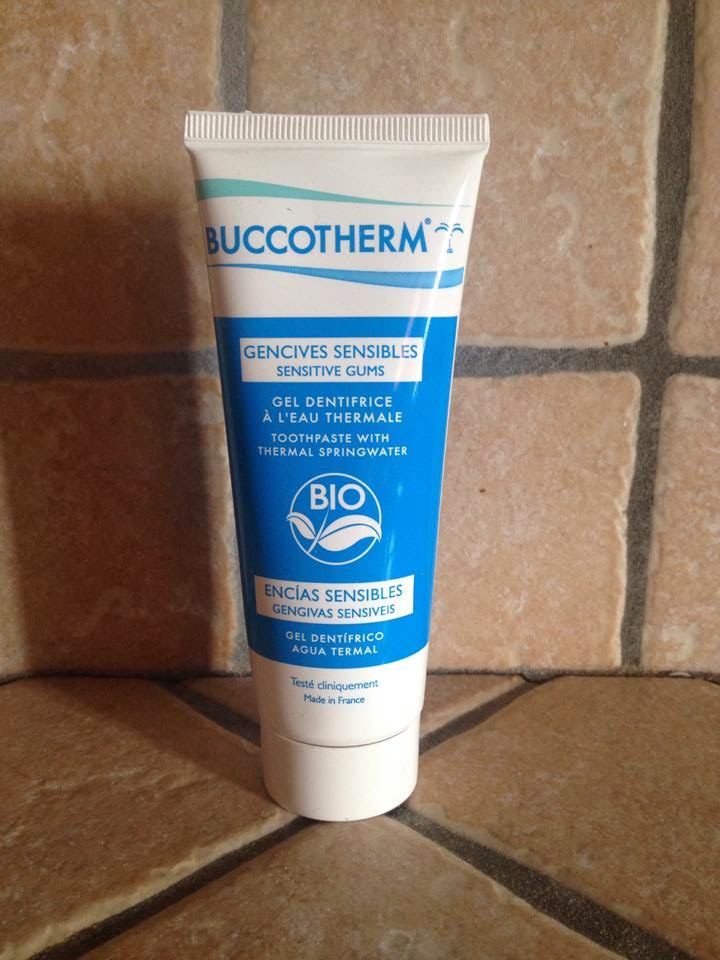 BUCCOTHERM®
GENCIVES SENSIBLES
SENSITIVE GUMS
GEL DENTIFRICE
À L'EAU THERMALE
TOOTHPASTE WITH
THERMAL SPRINGWATER
BIO
ENCÍAS SENSIBLES
GENGIVAS SENSIVEIS
GEL DENTÍFRICO
AGUA TERMAL
Testé cliniquement
Made in France